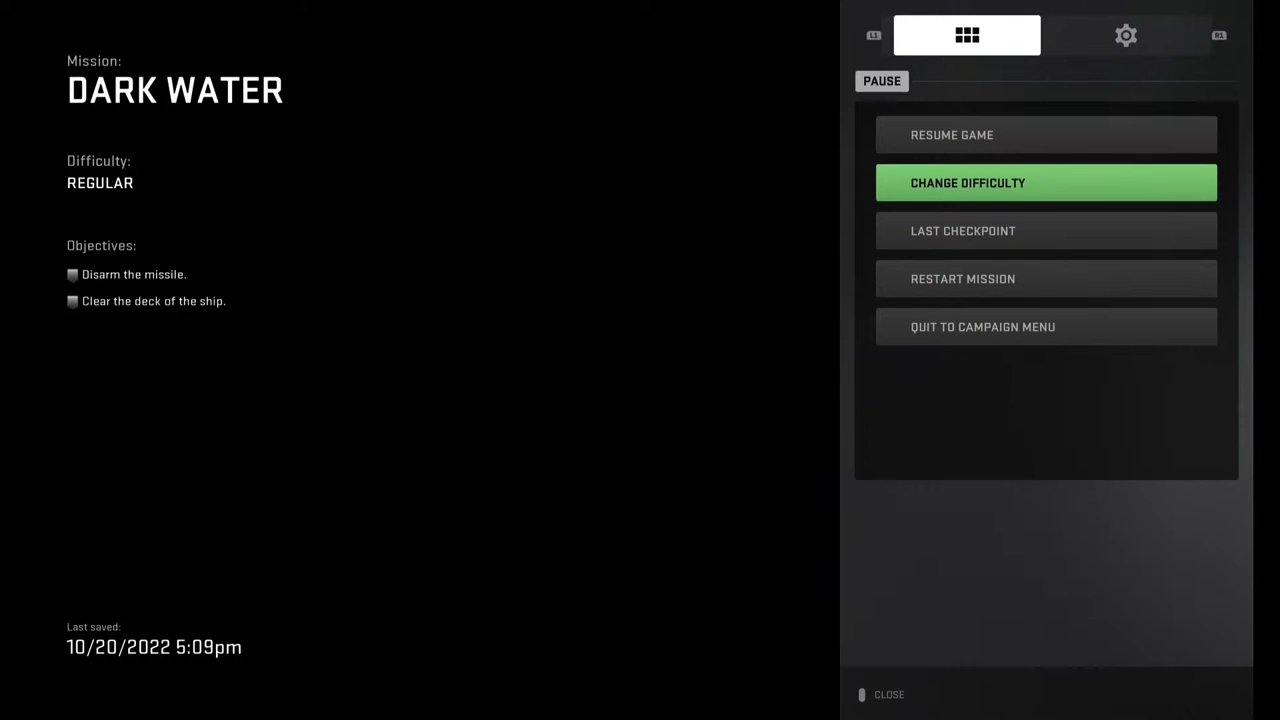 Mission:
DARK WATER
Difficulty:
REGULAR
Objectives:
Disarm the missile.
Clear the deck of the ship.
Last saved:
10/20/2022 5:09pm
L1
R1
PAUSE
RESUME GAME
CHANGE DIFFICULTY
LAST CHECKPOINT
RESTART MISSION
QUIT TO CAMPAIGN MENU
CLOSE